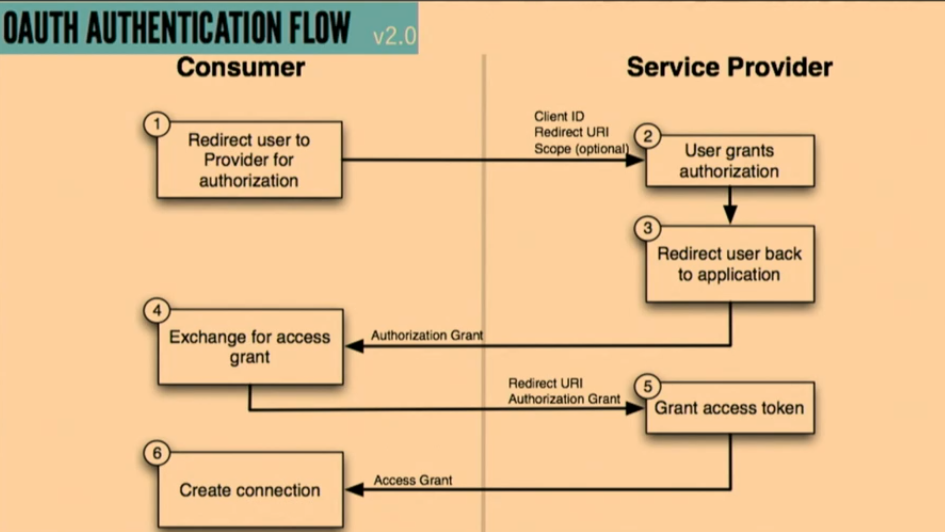 OAUTH AUTHENTICATION FLOW v2.0
Consumer
Service Provider
1
Redirect user to
Provider for
authorization
Client ID
Redirect URI
Scope (optional)
2
User grants
authorization
3
Redirect user back
to application
4
Exchange for access
grant
Authorization Grant
Redirect URI
Authorization Grant
5
Grant access token
6
Create connection
Access Grant